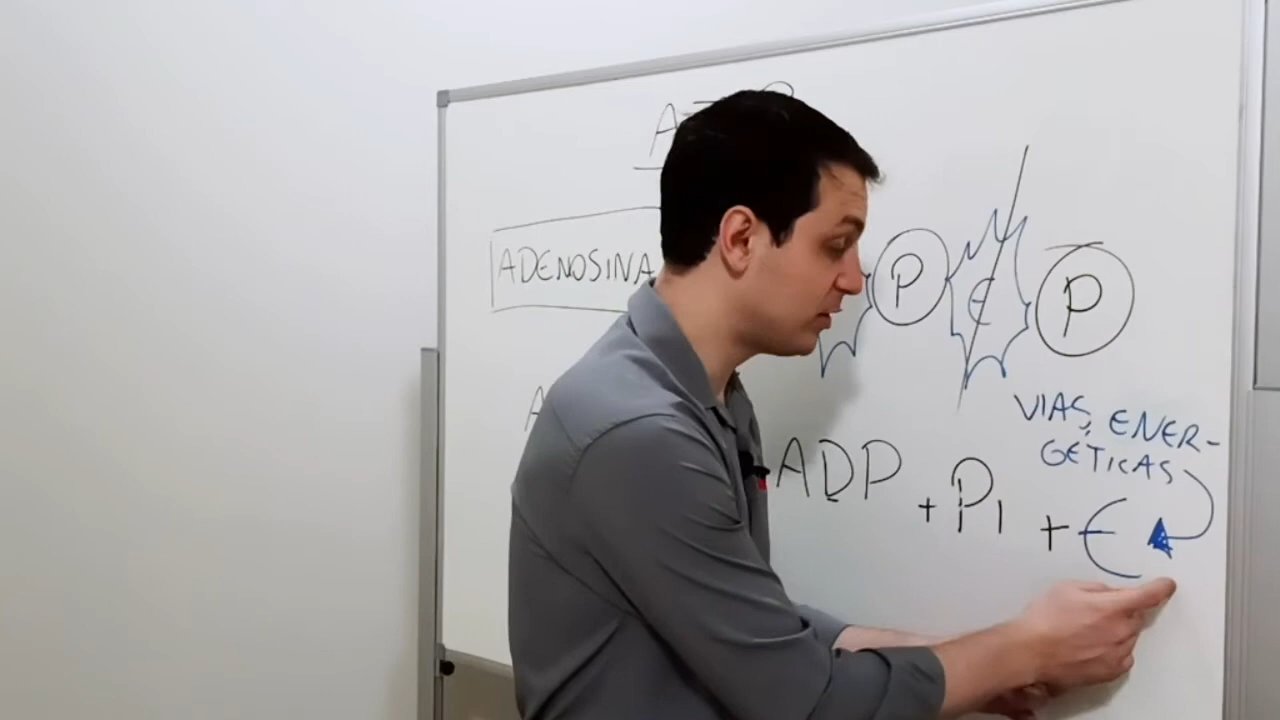 ADENOSINA
P
Є
P
VIAS ENER-
GÉTICAS
ADP + Pi + Є